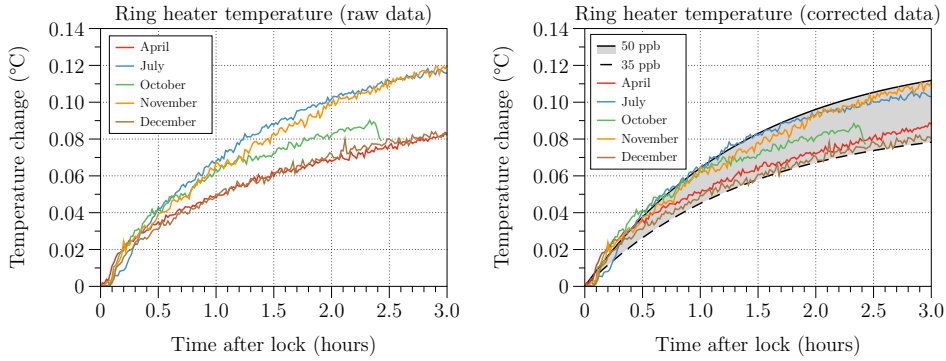 Ring heater temperature (raw data)
Temperature change (°C)
0.14
0.12
0.10
0.08
0.06
0.04
0.02
0
April
July
October
November
December
0 0.5 1.0 1.5 2.0 2.5 3.0
Time after lock (hours)
Ring heater temperature (corrected data)
Temperature change (°C)
0.14
0.12
0.10
0.08
0.06
0.04
0.02
0
50 ppb
35 ppb
April
July
October
November
December
0 0.5 1.0 1.5 2.0 2.5 3.0
Time after lock (hours)